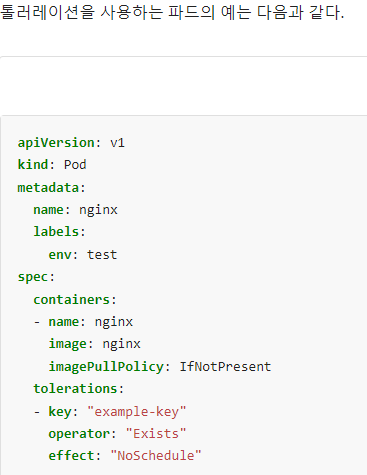 톨러레이션을 사용하는 파드의 예는 다음과 같다.
apiVersion: v1
kind: Pod
metadata:
  name: nginx
  labels:
    env: test
spec:
  containers:
  - name: nginx
    image: nginx
    imagePullPolicy: IfNotPresent
  tolerations:
  - key: "example-key"
    operator: "Exists"
    effect: "NoSchedule"